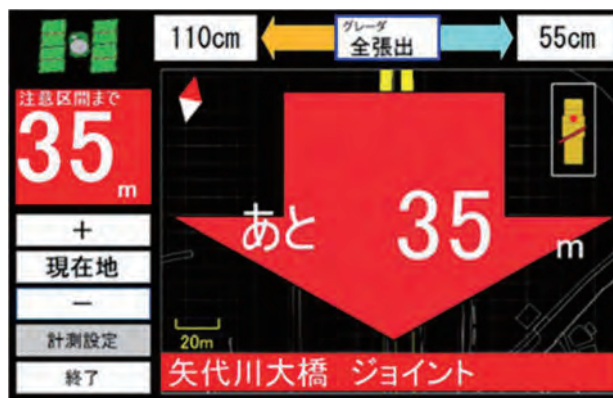 110cm
グレーダ
全張出
55cm
注意区間まで
35
m
+
現在地
−
計測設定
終了
あと 35 m
20m
矢代川大橋 ジョイント